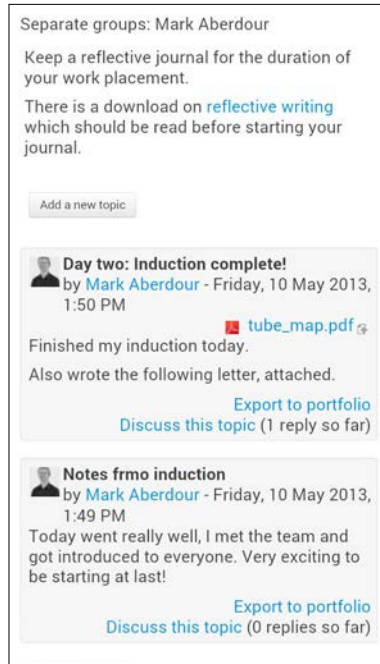 Separate groups: Mark Aberdour
Keep a reflective journal for the duration of
your work placement.
There is a download on reflective writing
which should be read before starting your
journal.
Add a new topic
Day two: Induction complete!
by Mark Aberdour - Friday, 10 May 2013,
1:50 PM
tube_map.pdf
Finished my induction today.
Also wrote the following letter, attached.
Export to portfolio
Discuss this topic (1 reply so far)
Notes frmo induction
by Mark Aberdour - Friday, 10 May 2013,
1:49 PM
Today went really well, I met the team and
got introduced to everyone. Very exciting to
be starting at last!
Export to portfolio
Discuss this topic (0 replies so far)